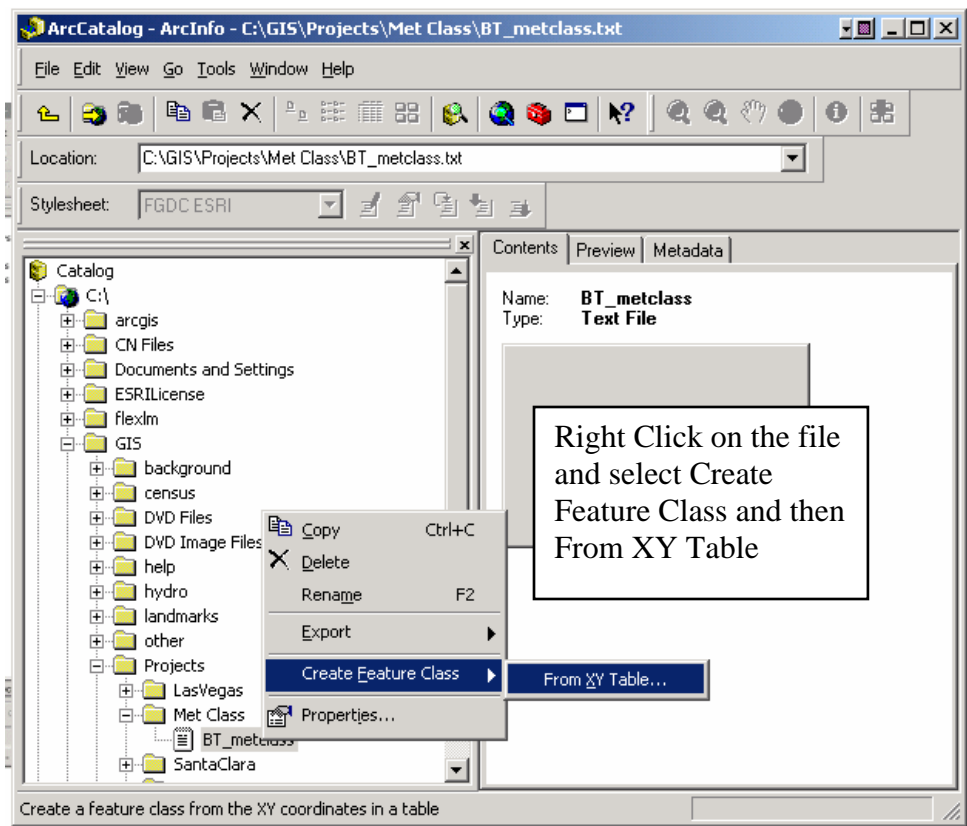 ArcCatalog - ArcInfo - C:\GIS\Projects\Met Class\BT_metclass.txt
File Edit View Go Tools Window Help
Location: C:\GIS\Projects\Met Class\BT_metclass.txt
Stylesheet: FGDC ESRI
Contents Preview Metadata
Catalog
C:\
arcgis
CN Files
Documents and Settings
ESRILicense
flexlm
GIS
background
census
DVD Files
DVD Image Files
help
hydro
landmarks
other
Projects
LasVegas
Met Class
BT_metclass
SantaClara
Name: BT_metclass
Type: Text File
Right Click on the file
and select Create
Feature Class and then
From XY Table
Copy Ctrl+C
Delete
Rename F2
Export
Create Feature Class
From XY Table...
Properties...
Create a feature class from the XY coordinates in a table